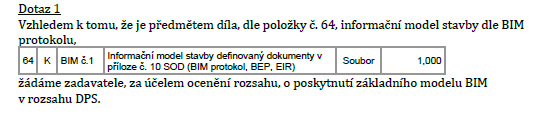 Dotaz 1
Vzhledem k tomu, že je předmětem díla, dle položky č. 64, informační model stavby dle BIM
protokolu,
64 K BIM č.1 Informační model stavby definovaný dokumenty v příloze č. 10 SOD (BIM protokol, BEP, EIR) Soubor 1,000
žádáme zadavatele, za účelem ocenění rozsahu, o poskytnutí základního modelu BIM
v rozsahu DPS.